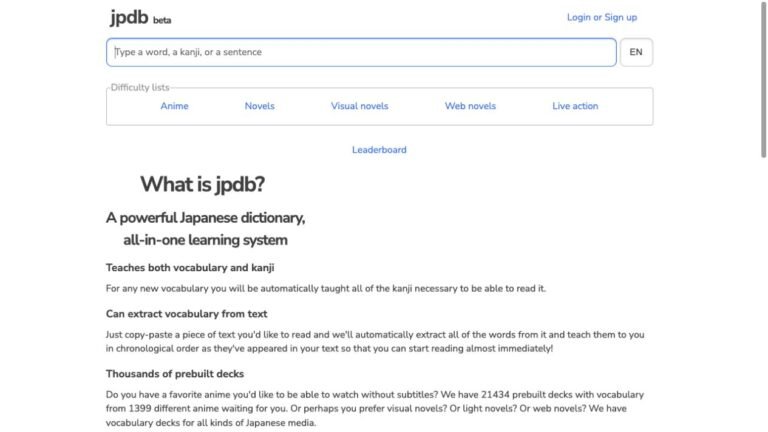 jpdb beta
Login or Sign up
Type a word, a kanji, or a sentence
EN
Difficulty lists
Anime
Novels
Visual novels
Web novels
Live action
Leaderboard
What is jpdb?
A powerful Japanese dictionary,
all-in-one learning system
Teaches both vocabulary and kanji
For any new vocabulary you will be automatically taught all of the kanji necessary to be able to read it.
Can extract vocabulary from text
Just copy-paste a piece of text you'd like to read and we'll automatically extract all of the words from it and teach them to you
in chronological order as they've appeared in your text so that you can start reading almost immediately!
Thousands of prebuilt decks
Do you have a favorite anime you'd like to be able to watch without subtitles? We have 21434 prebuilt decks with vocabulary
from 1399 different anime waiting for you. Or perhaps you prefer visual novels? Or light novels? Or web novels? We have
vocabulary decks for all kinds of Japanese media.